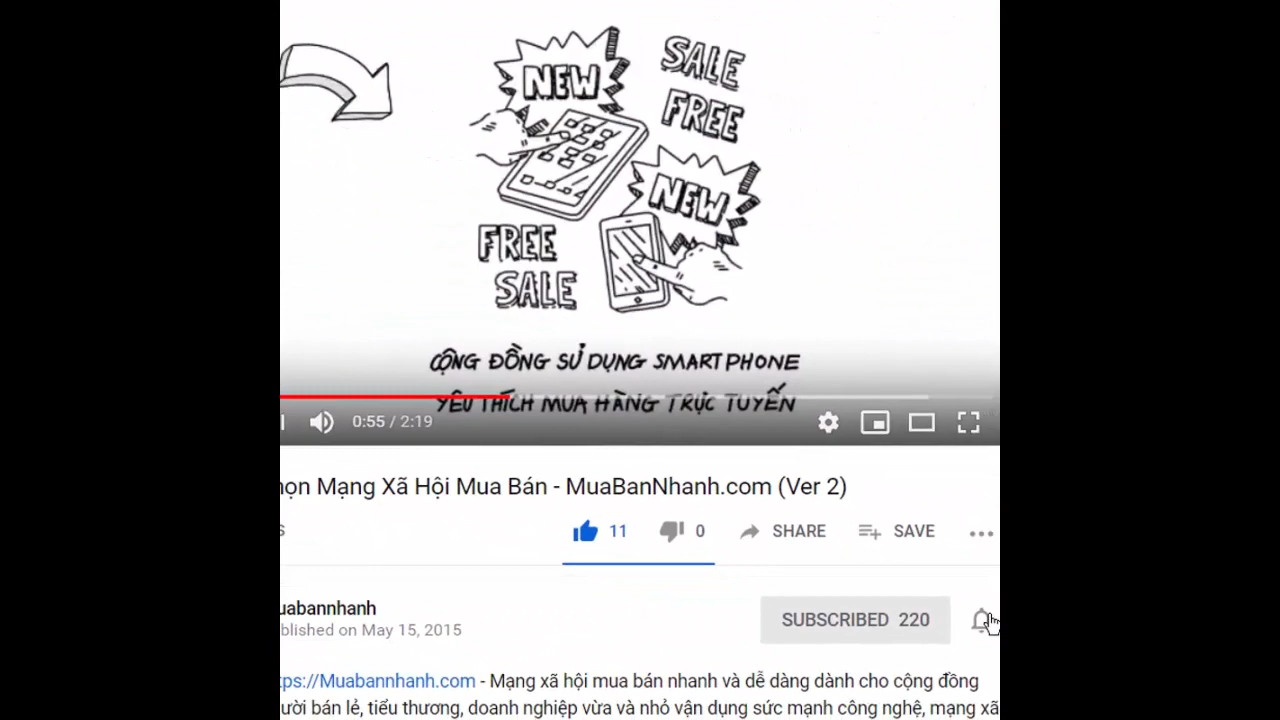 NEW
SALE
FREE
NEW
FREE
SALE
CỘNG ĐỒNG SỬ DỤNG SMARTPHONE
YÊU THÍCH MUA HÀNG TRỰC TUYẾN
0:55 / 2:19
Mạng Xã Hội Mua Bán - MuaBanNhanh.com (Ver 2)
11 0 SHARE SAVE
uabannhanh
blished on May 15, 2015
SUBSCRIBED 220
ps://Muabannhanh.com - Mạng xã hội mua bán nhanh và dễ dàng dành cho cộng đồng
ười bán lẻ, tiểu thương, doanh nghiệp vừa và nhỏ vận dụng sức mạnh công nghệ, mạng xã